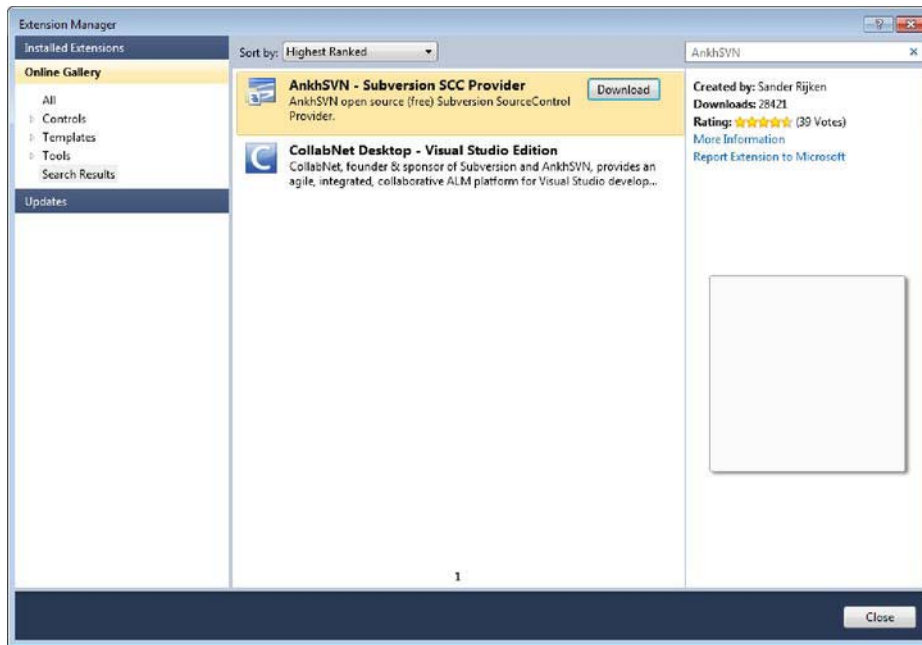 Extension Manager
Installed Extensions
Online Gallery
All
Controls
Templates
Tools
Search Results
Updates
Sort by: Highest Ranked
AnkhSVN - Subversion SCC Provider
AnkhSVN open source (free) Subversion SourceControl
Provider.
Download
CollabNet Desktop - Visual Studio Edition
CollabNet, founder & sponsor of Subversion and AnkhSVN, provides an
agile, integrated, collaborative ALM platform for Visual Studio develop...
1
AnkhSVN
Created by: Sander Rijken
Downloads: 28421
Rating: (39 Votes)
More Information
Report Extension to Microsoft
Close